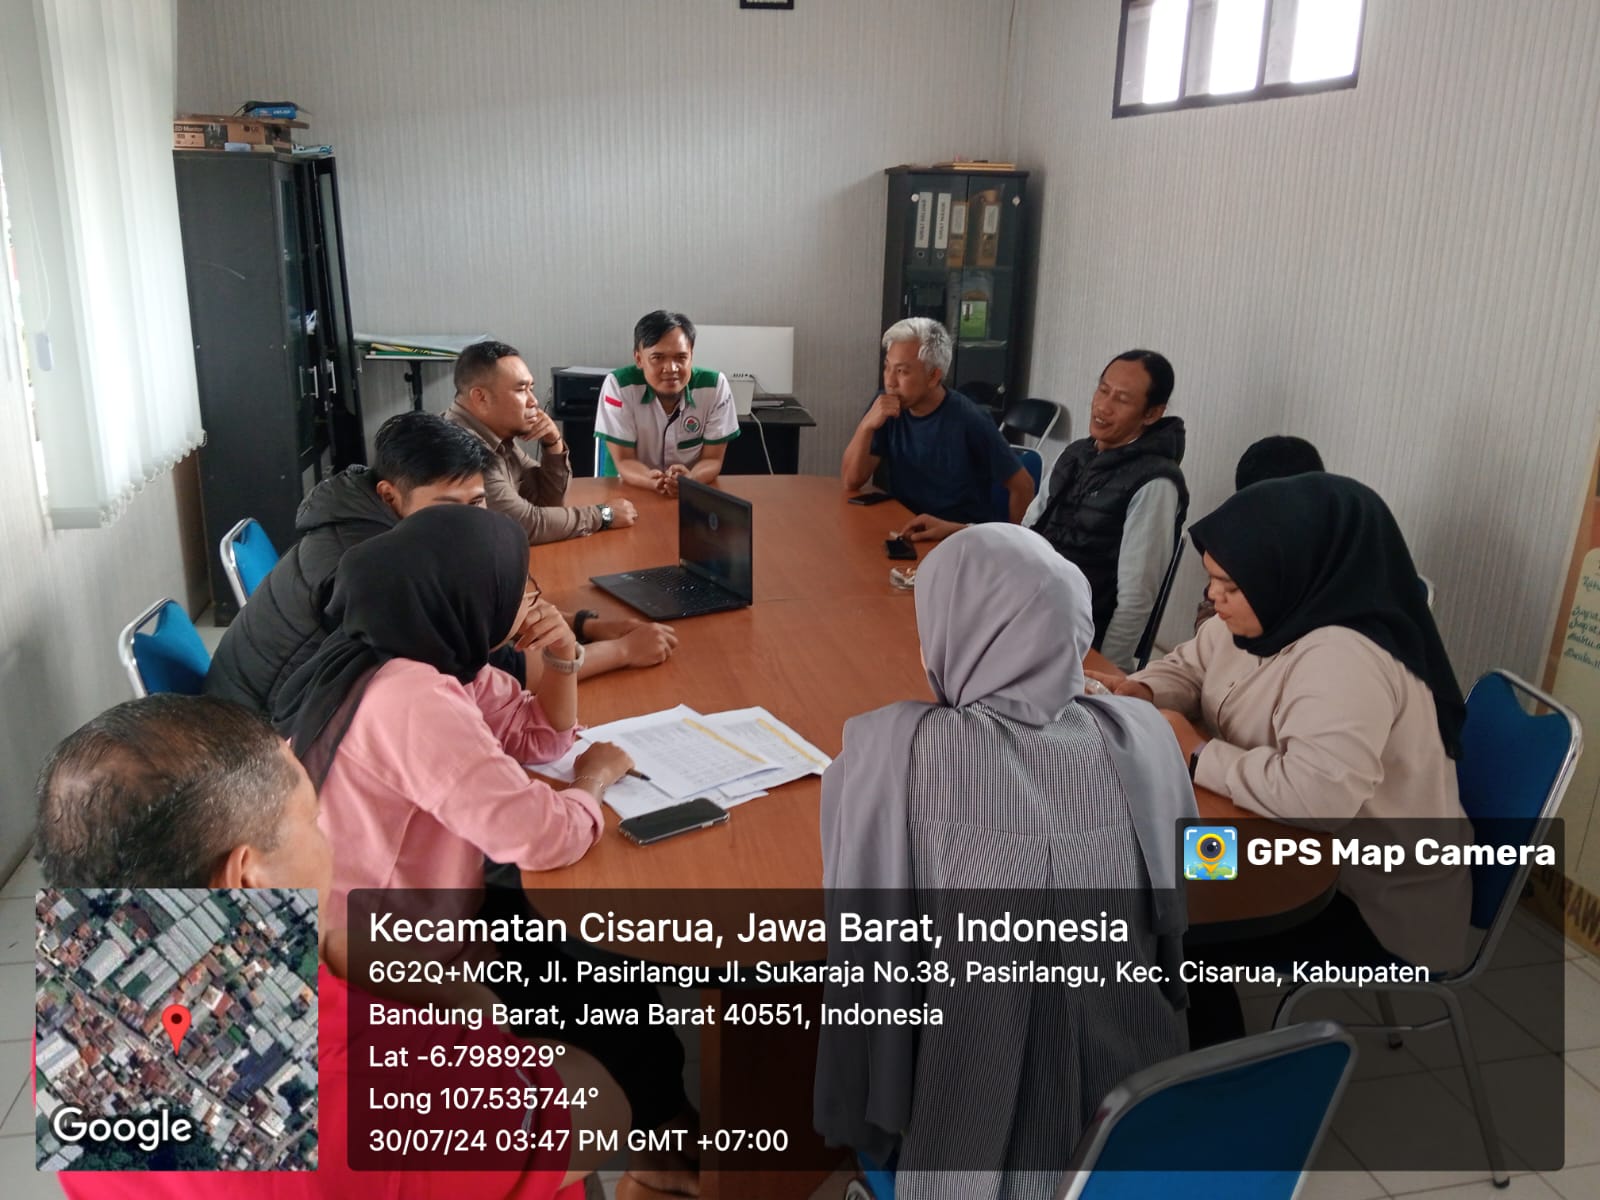 LED Monitor
GPS Map Camera
Kecamatan Cisarua, Jawa Barat, Indonesia
6G2Q+MCR, Jl. Pasirlangu Jl. Sukaraja No.38, Pasirlangu, Kec. Cisarua, Kabupaten
Bandung Barat, Jawa Barat 40551, Indonesia
Lat -6.798929°
Long 107.535744°
30/07/24 03:47 PM GMT +07:00
Google